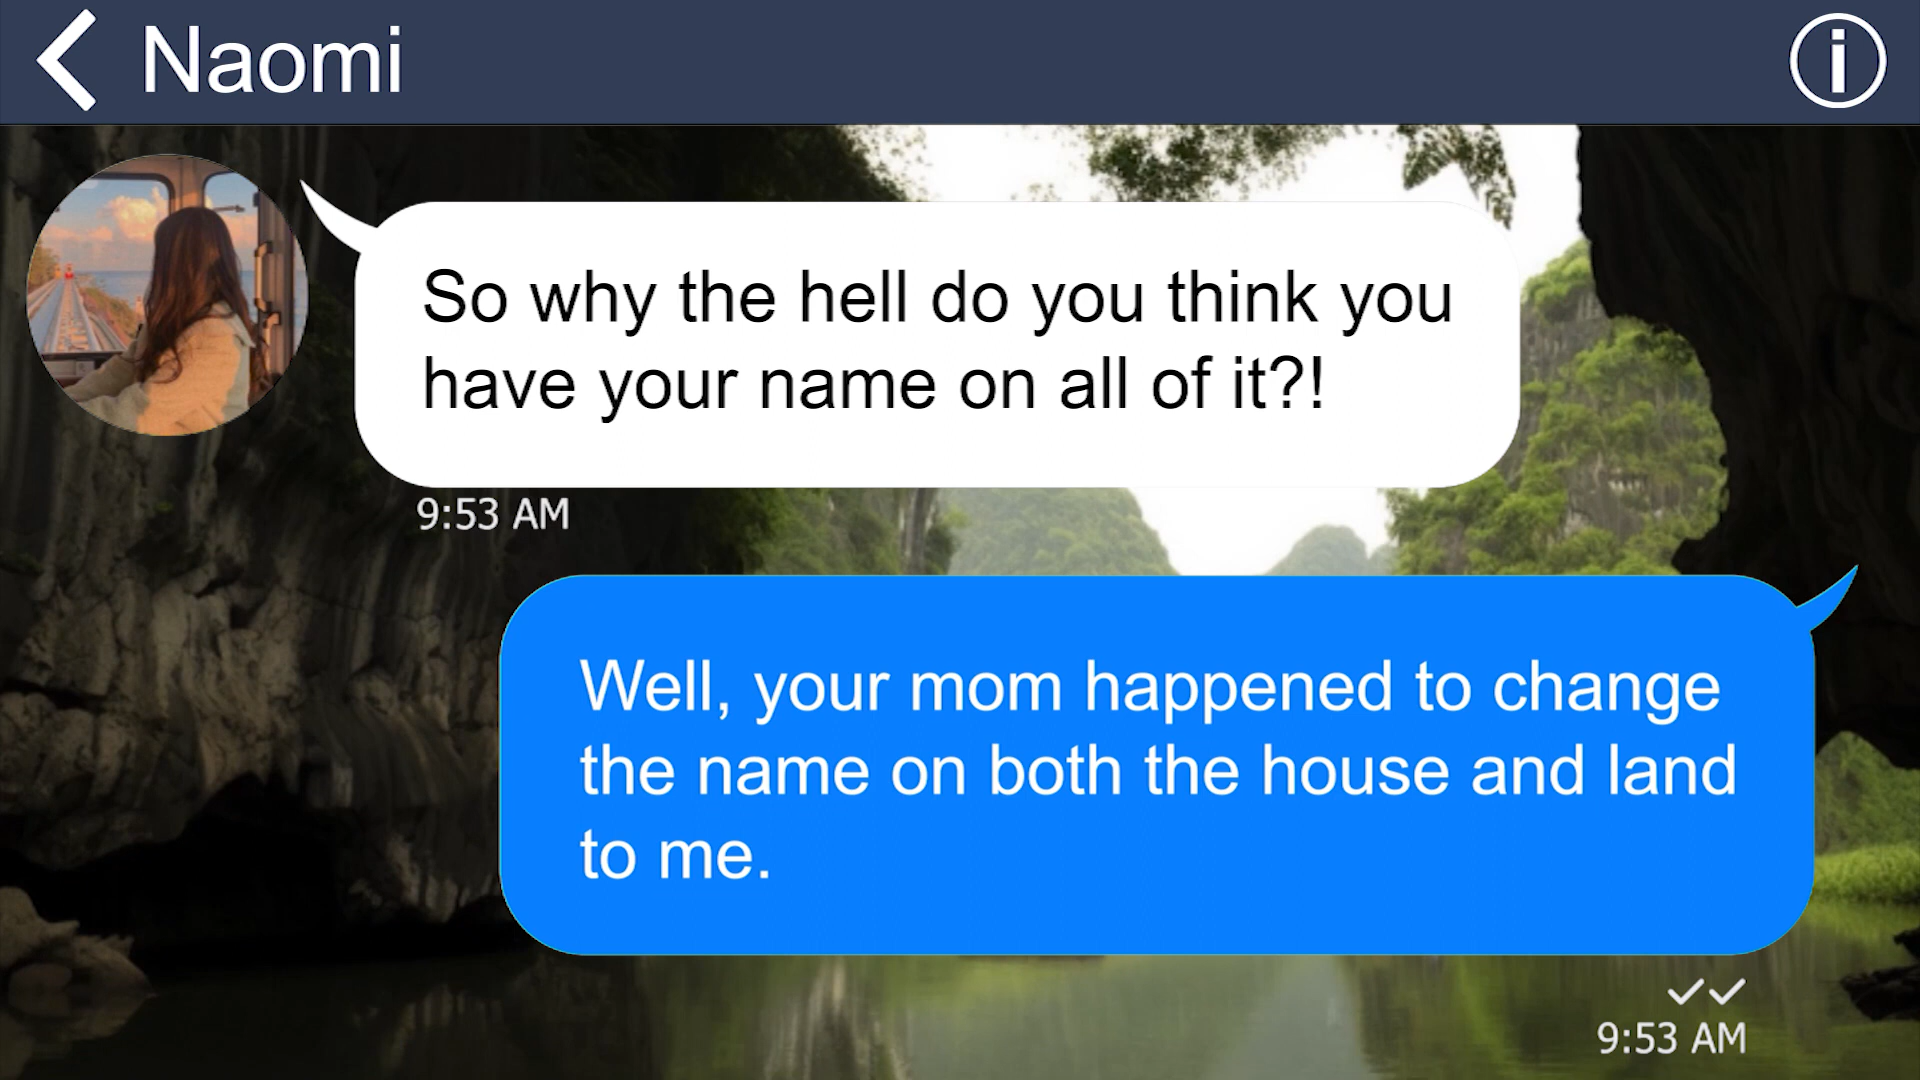 Naomi
So why the hell do you think you
have your name on all of it?!
9:53 AM
Well, your mom happened to change
the name on both the house and land
to me.
9:53 AM